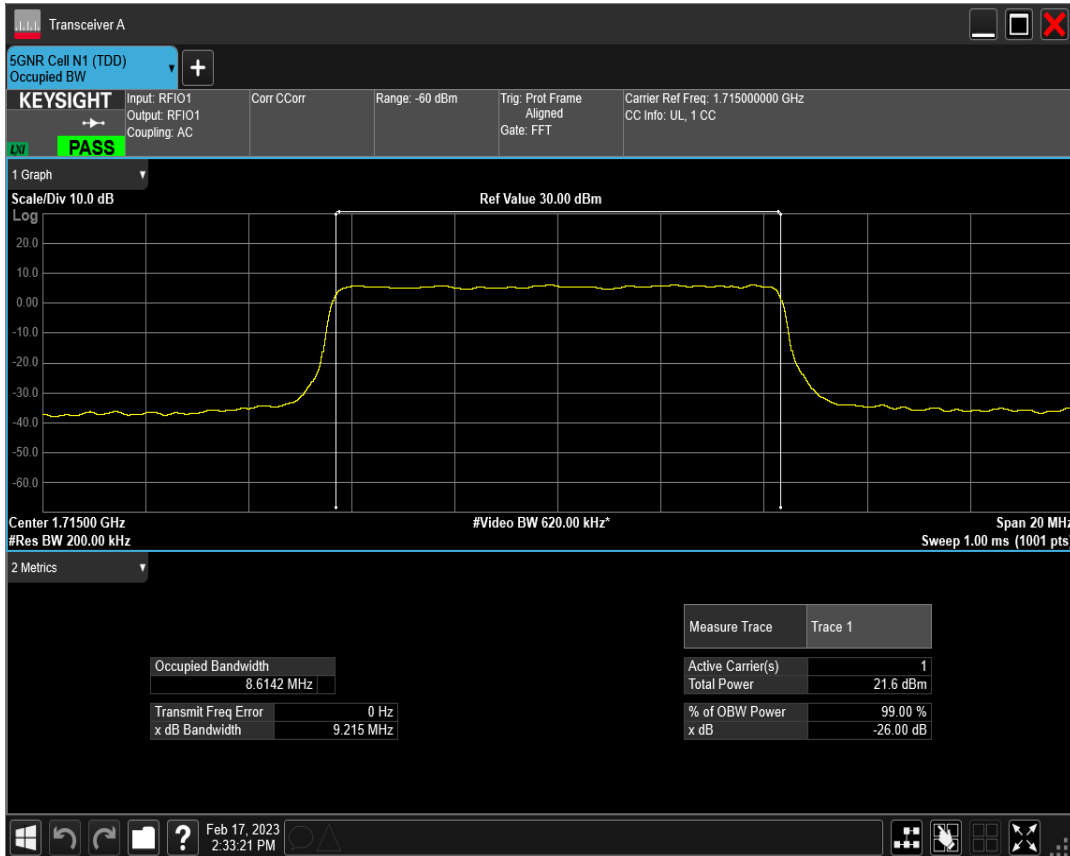 Transceiver A
5GNR Cell N1 (TDD)
Occupied BW
KEYSIGHT
LXI
PASS
Input: RFIO1
Output: RFIO1
Coupling: AC
Corr CCorr
Range: -60 dBm
Trig: Prot Frame
Aligned
Gate: FFT
Carrier Ref Freq: 1.715000000 GHz
CC Info: UL, 1 CC
1 Graph
Scale/Div 10.0 dB
Ref Value 30.00 dBm
Log
20.0
10.0
0.00
-10.0
-20.0
-30.0
-40.0
-50.0
-60.0
Center 1.71500 GHz
#Video BW 620.00 kHz*
Span 20 MHz
#Res BW 200.00 kHz
Sweep 1.00 ms (1001 pts)
2 Metrics
Measure Trace Trace 1
Occupied Bandwidth
8.6142 MHz
Active Carrier(s) 1
Total Power 21.6 dBm
Transmit Freq Error 0 Hz
x dB Bandwidth 9.215 MHz
% of OBW Power 99.00 %
x dB -26.00 dB
?
Feb 17, 2023
2:33:21 PM